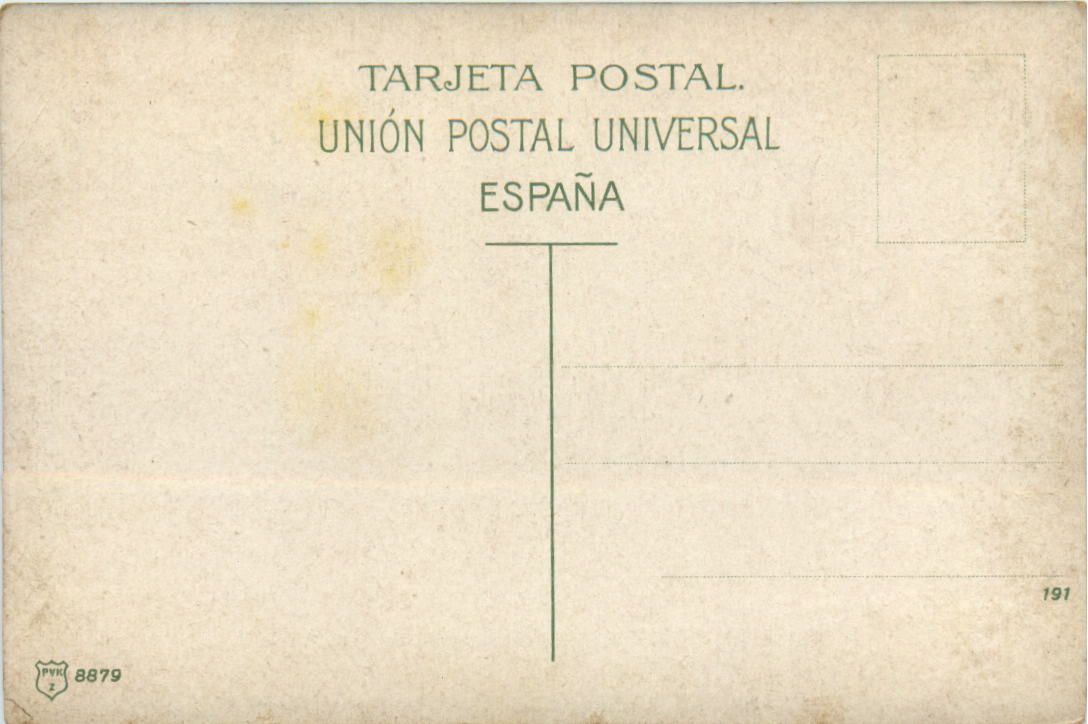 TARJETA POSTAL.
UNIÓN POSTAL UNIVERSAL
ESPAÑA
191
PVK
Z
8879